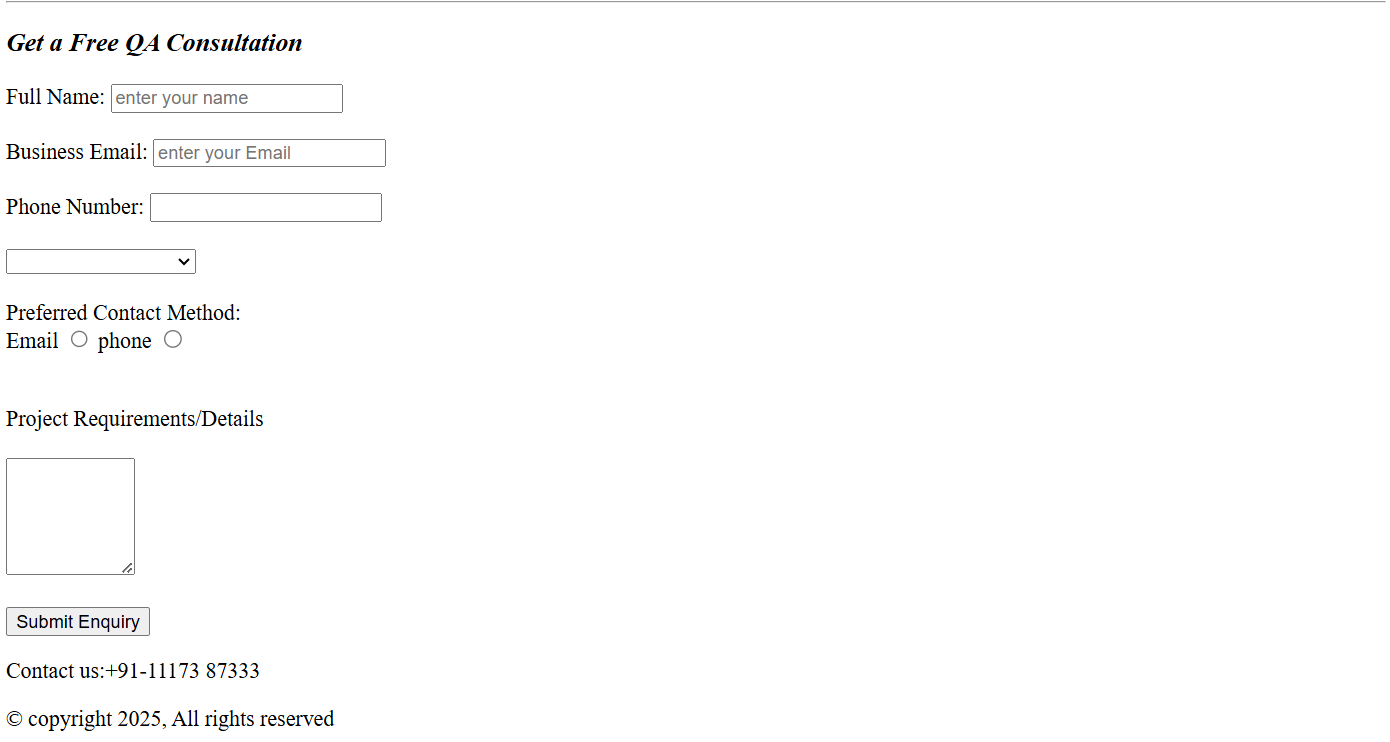 Get a Free QA Consultation
Full Name: enter your name
Business Email: enter your Email
Phone Number:
Preferred Contact Method:
Email phone
Project Requirements/Details
Submit Enquiry
Contact us:+91-11173 87333
© copyright 2025, All rights reserved